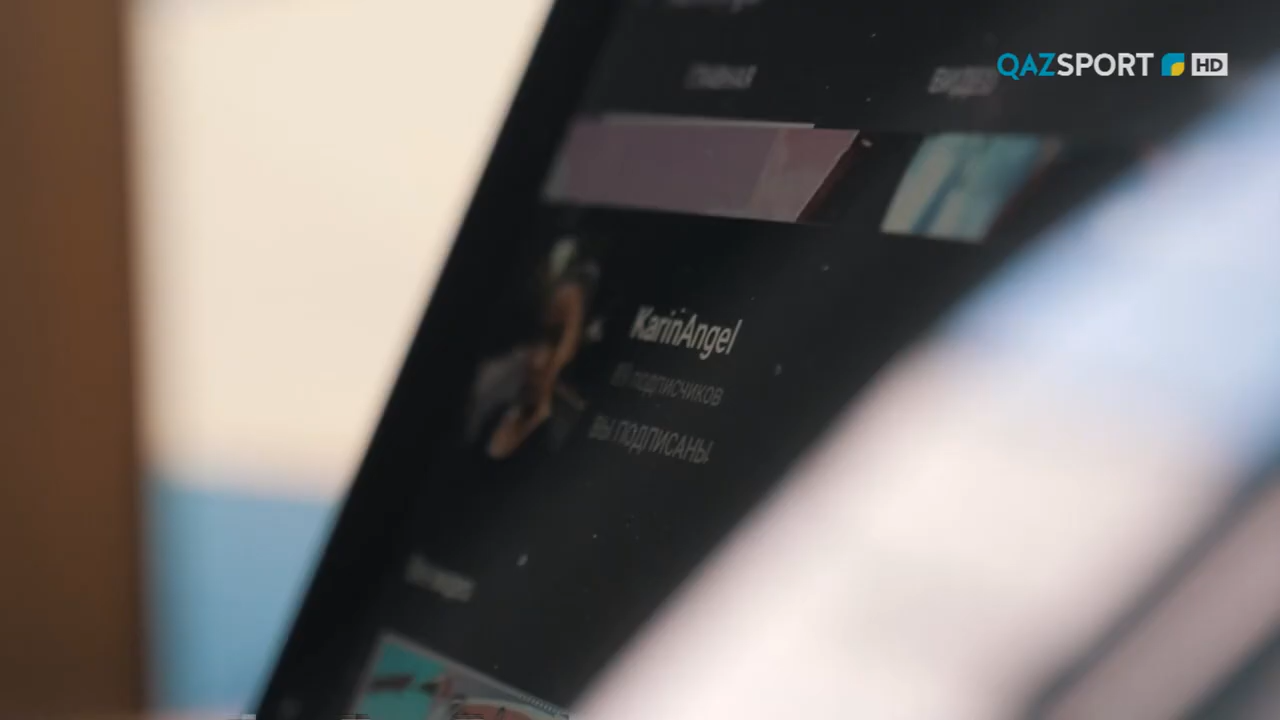 QAZSPORT HD
ГЛАВНАЯ
ВИДЕО
KarinAngel
подписчиков
ВЫ ПОДПИСАНЫ